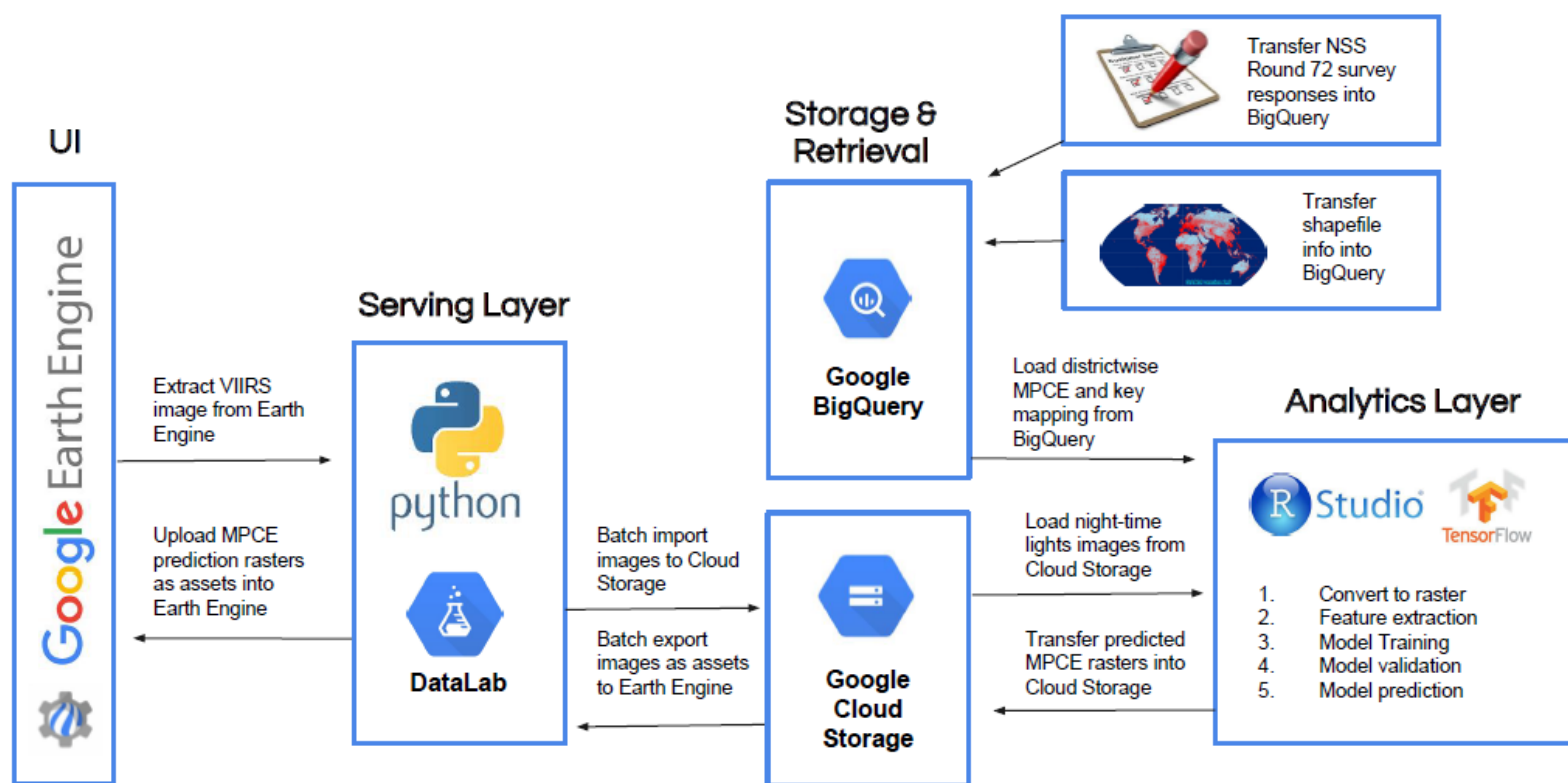 UI
Google Earth Engine
Extract VIIRS
image from Earth
Engine
Upload MPCE
prediction rasters
as assets into
Earth Engine
Serving Layer
python
DataLab
Batch import
images to Cloud
Storage
Batch export
images as assets
to Earth Engine
Storage &
Retrieval
Google
BigQuery
Google
Cloud
Storage
Transfer NSS
Round 72 survey
responses into
BigQuery
Transfer
shapefile
info into
BigQuery
Load districtwise
MPCE and key
mapping from
BigQuery
Load night-time
lights images from
Cloud Storage
Transfer predicted
MPCE rasters into
Cloud Storage
Analytics Layer
R Studio
TensorFlow
1. Convert to raster
2. Feature extraction
3. Model Training
4. Model validation
5. Model prediction